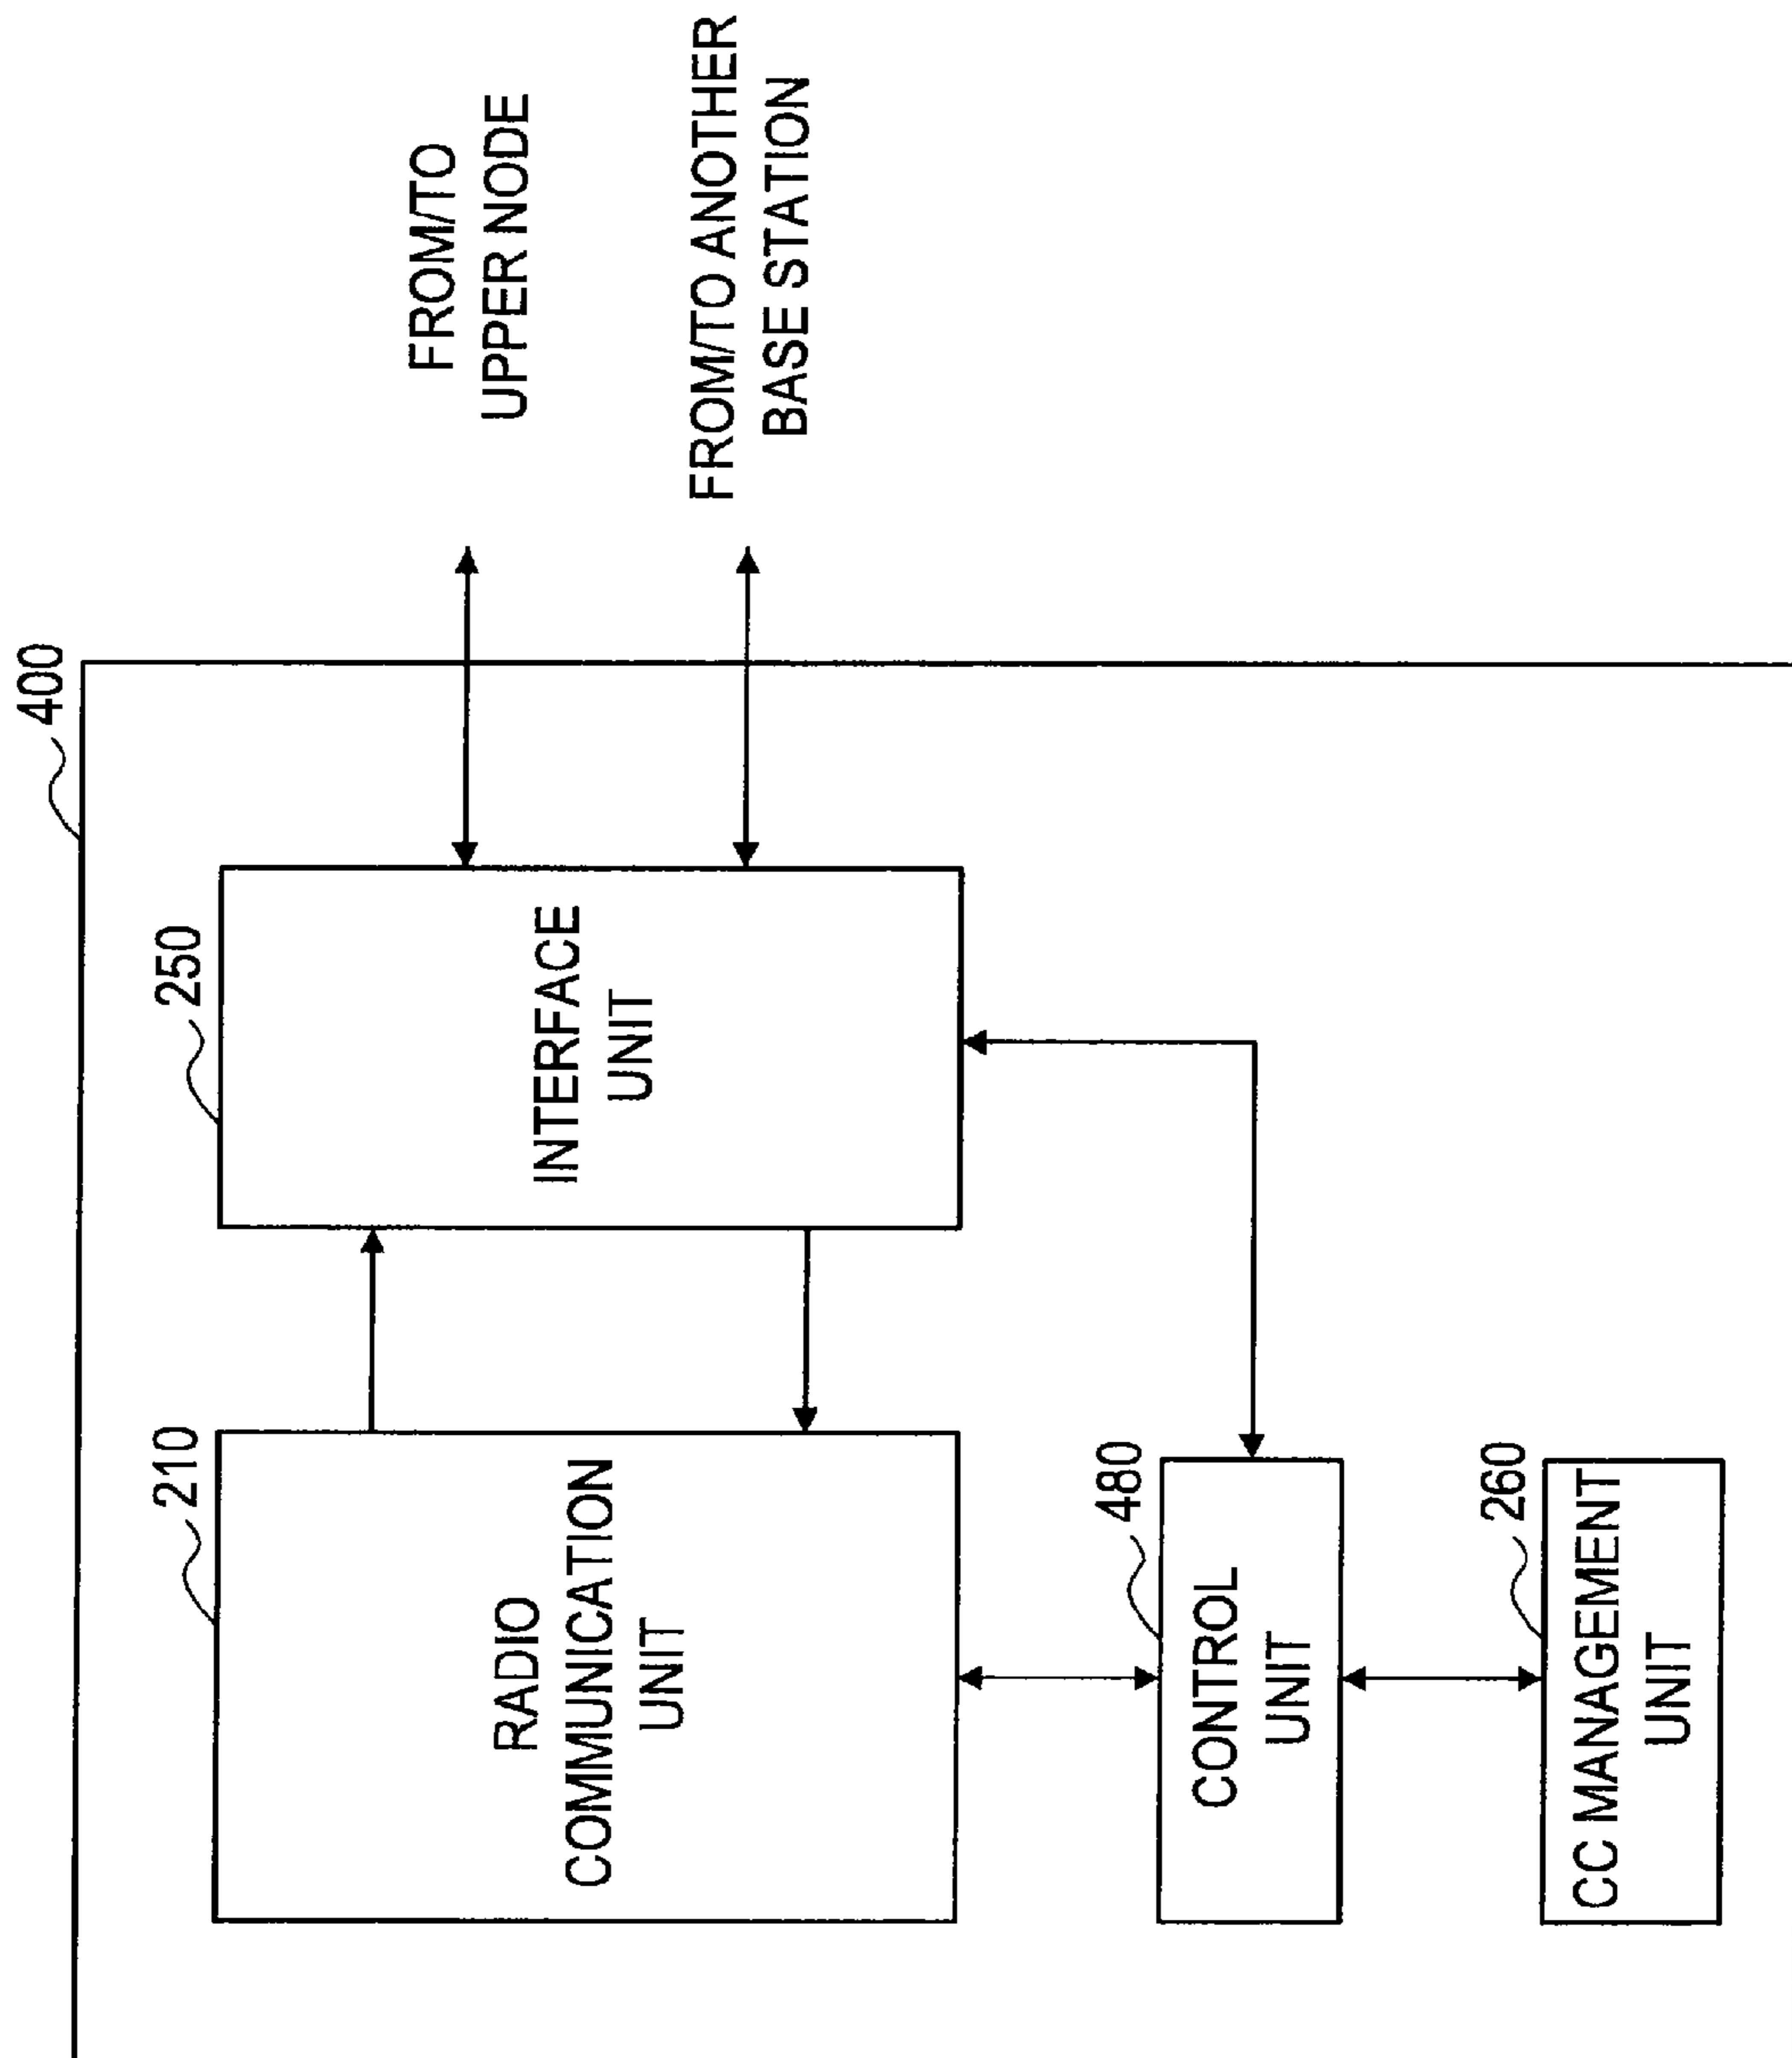 400
210
RADIO
COMMUNICATION
UNIT
250
INTERFACE
UNIT
FROM/TO
UPPER NODE
FROM/TO ANOTHER
BASE STATION
480
CONTROL
UNIT
260
CC MANAGEMENT
UNIT